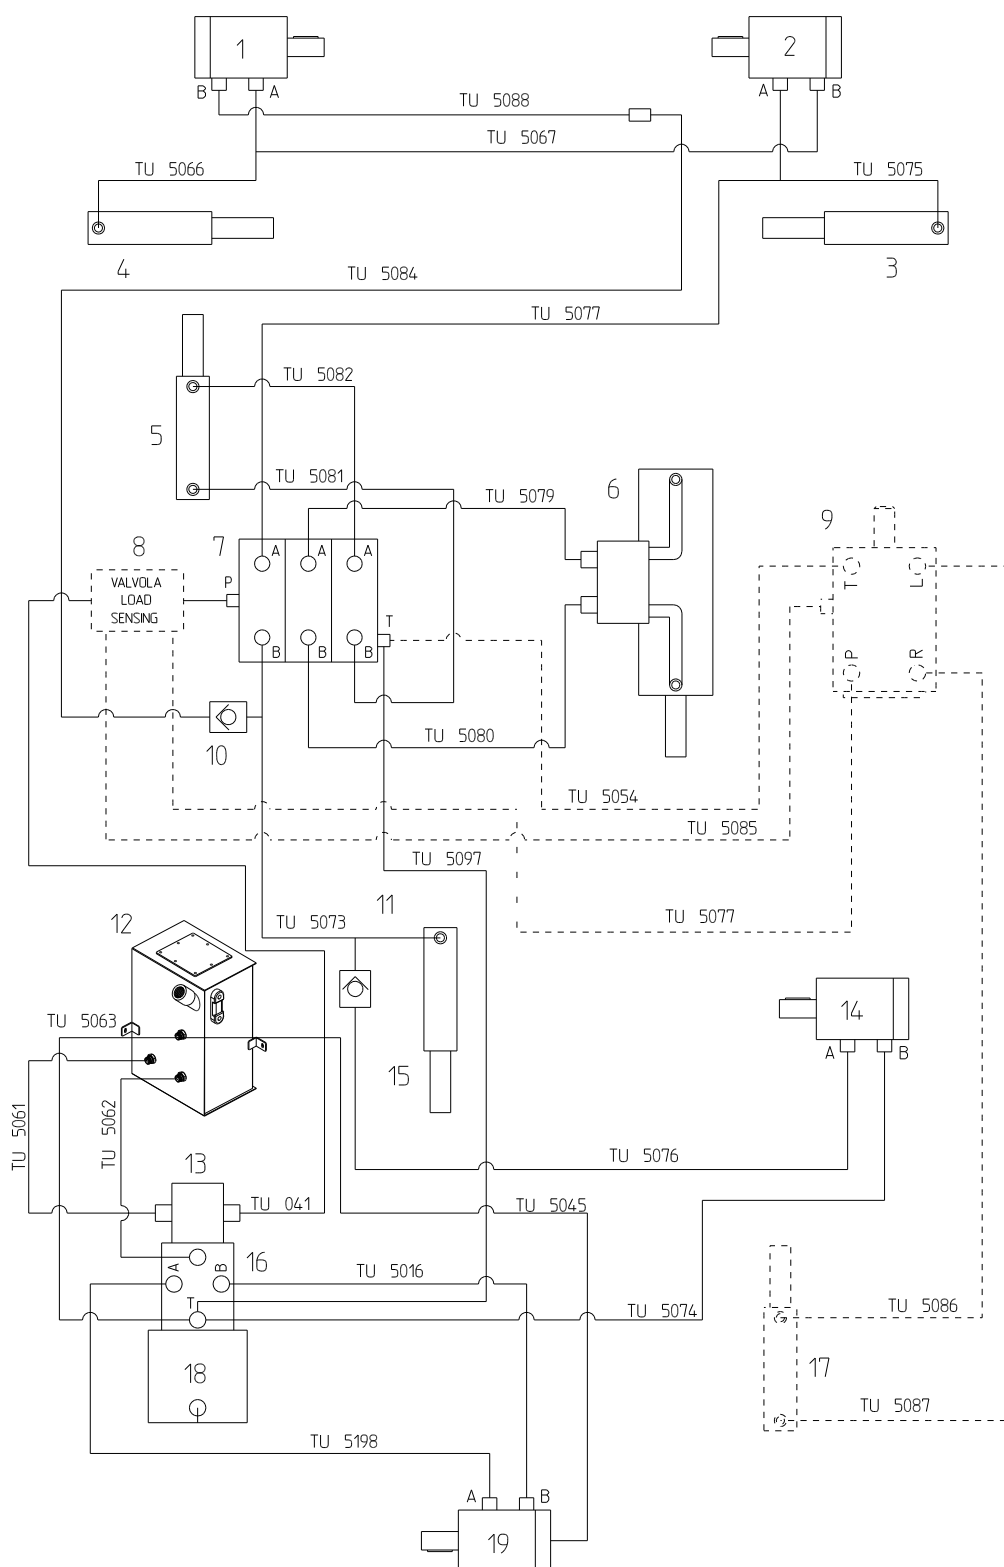 1
2
B
A
A
B
TU 5088
TU 5067
TU 5066
TU 5075
4
3
TU 5084
TU 5077
TU 5082
5
TU 5081
TU 5079
6
9
8
7
VALVOLA
LOAD
SENSING
P
A
A
A
B
B
B
T
T
L
P
R
10
TU 5080
TU 5054
TU 5085
TU 5097
11
12
TU 5073
TU 5077
TU 5063
14
A
B
15
TU 5061
TU 5062
TU 5076
13
TU 041
TU 5045
A
B
16
TU 5016
T
TU 5074
TU 5086
18
17
TU 5087
TU 5198
A
B
19